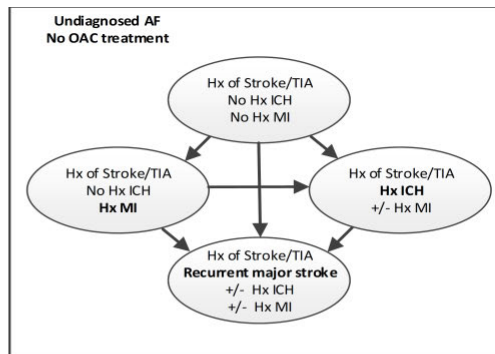 Undiagnosed AF
No OAC treatment
Hx of Stroke/TIA
No Hx ICH
No Hx MI
Hx of Stroke/TIA
No Hx ICH
Hx MI
Hx of Stroke/TIA
Hx ICH
+/- Hx MI
Hx of Stroke/TIA
Recurrent major stroke
+/- Hx ICH
+/- Hx MI